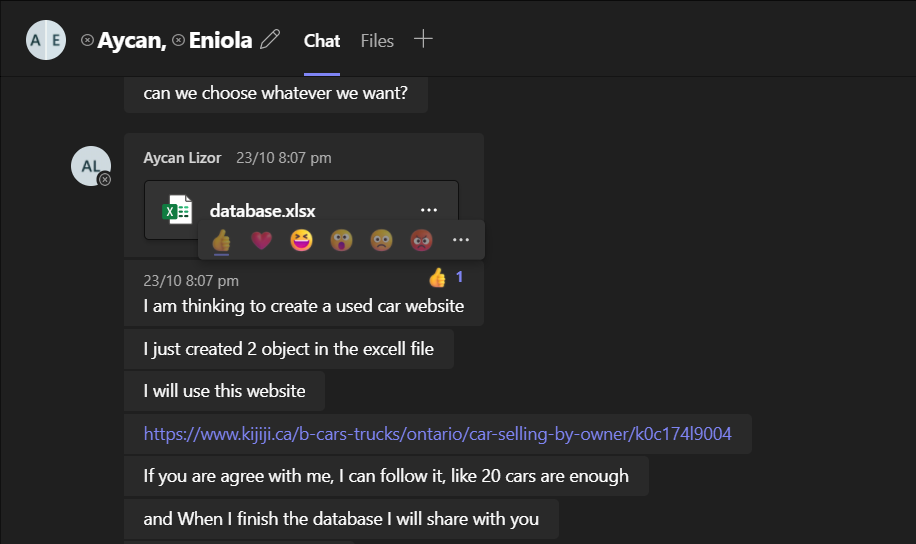 A E
Aycan, Eniola Chat Files
can we choose whatever we want?
AL
Aycan Lizor 23/10 8:07 pm
database.xlsx
23/10 8:07 pm 1
I am thinking to create a used car website
I just created 2 object in the excell file
I will use this website
https://www.kijiji.ca/b-cars-trucks/ontario/car-selling-by-owner/k0c174l9004
If you are agree with me, I can follow it, like 20 cars are enough
and When I finish the database I will share with you